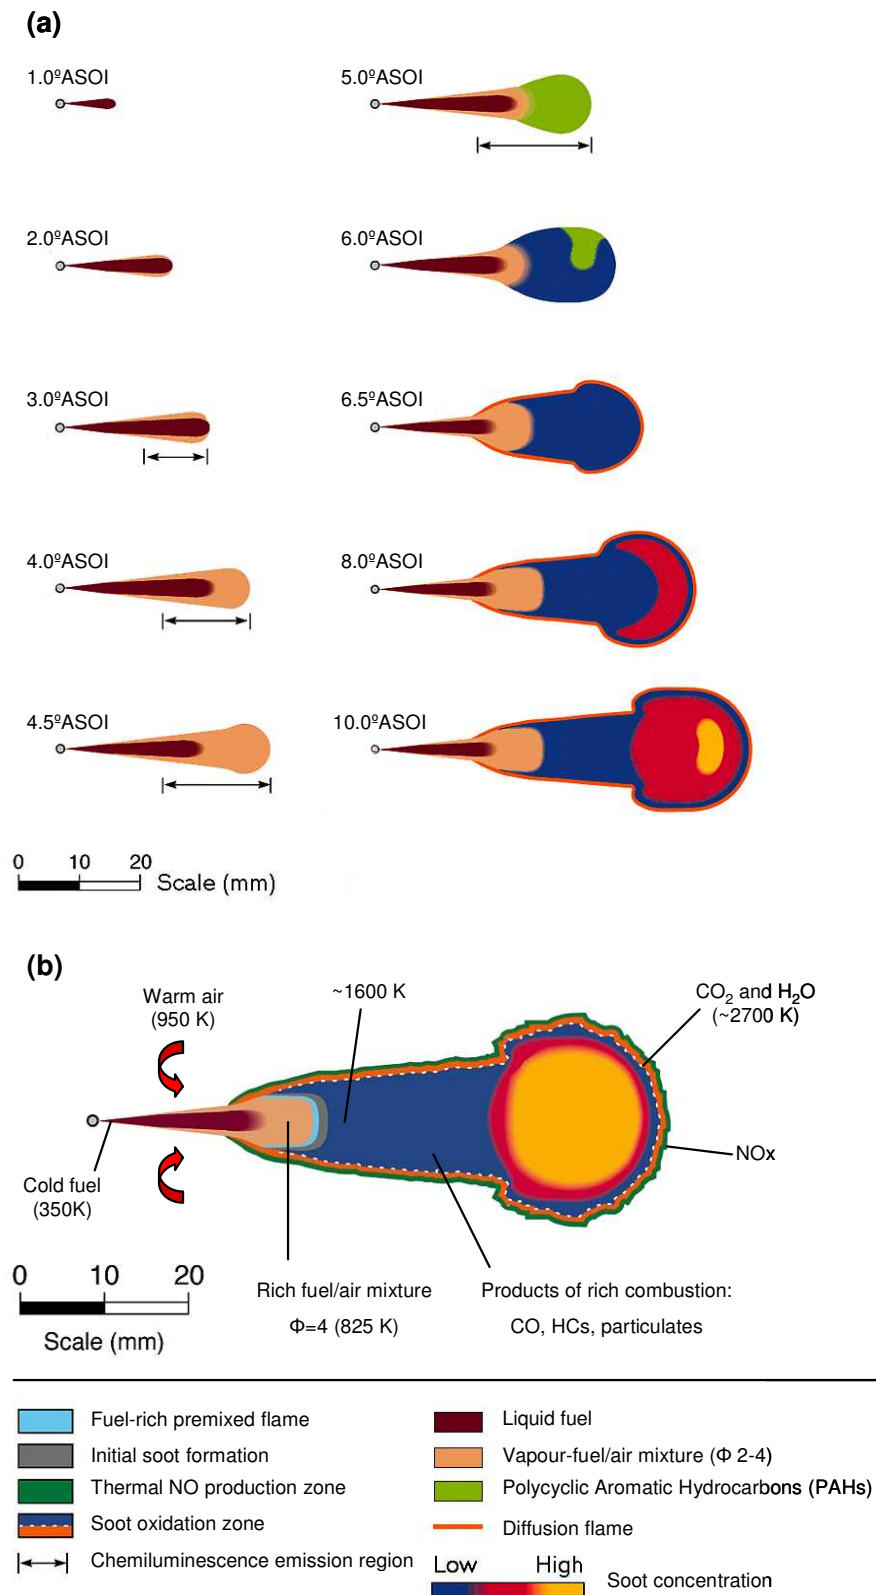 (a)
1.0ºASOI
5.0ºASOI
2.0ºASOI
6.0ºASOI
3.0ºASOI
6.5ºASOI
4.0ºASOI
8.0ºASOI
4.5ºASOI
10.0ºASOI
0 10 20
Scale (mm)
(b)
Warm air
(950 K)
~1600 K
CO₂ and H₂O
(~2700 K)
NOx
Cold fuel
(350K)
0 10 20
Scale (mm)
Rich fuel/air mixture
Φ=4 (825 K)
Products of rich combustion:
CO, HCs, particulates
Fuel-rich premixed flame
Initial soot formation
Thermal NO production zone
Soot oxidation zone
Chemiluminescence emission region
Liquid fuel
Vapour-fuel/air mixture (Φ 2-4)
Polycyclic Aromatic Hydrocarbons (PAHs)
Diffusion flame
Low High
Soot concentration